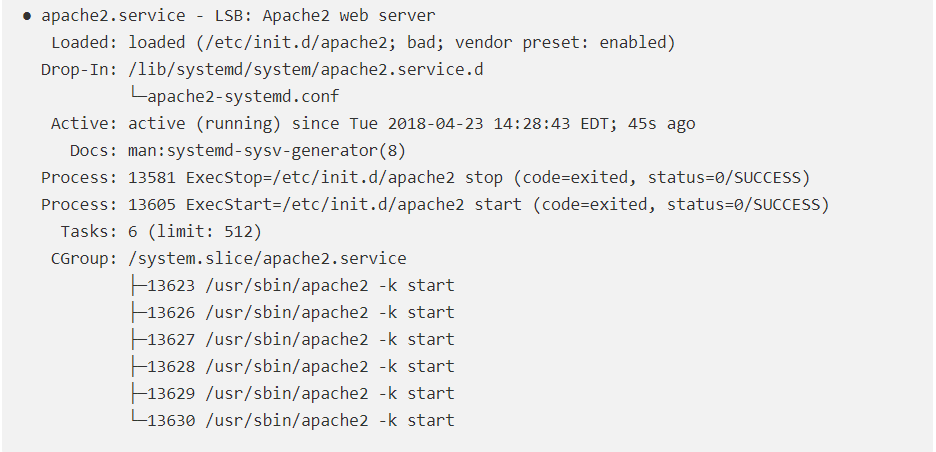 ● apache2.service - LSB: Apache2 web server
   Loaded: loaded (/etc/init.d/apache2; bad; vendor preset: enabled)
  Drop-In: /lib/systemd/system/apache2.service.d
           └─apache2-systemd.conf
   Active: active (running) since Tue 2018-04-23 14:28:43 EDT; 45s ago
     Docs: man:systemd-sysv-generator(8)
  Process: 13581 ExecStop=/etc/init.d/apache2 stop (code=exited, status=0/SUCCESS)
  Process: 13605 ExecStart=/etc/init.d/apache2 start (code=exited, status=0/SUCCESS)
    Tasks: 6 (limit: 512)
   CGroup: /system.slice/apache2.service
           ├─13623 /usr/sbin/apache2 -k start
           ├─13626 /usr/sbin/apache2 -k start
           ├─13627 /usr/sbin/apache2 -k start
           ├─13628 /usr/sbin/apache2 -k start
           ├─13629 /usr/sbin/apache2 -k start
           └─13630 /usr/sbin/apache2 -k start